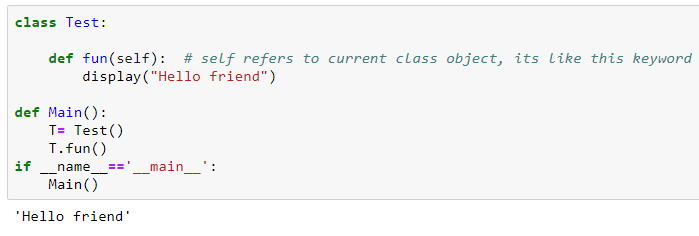 class Test:
    def fun(self):  # self refers to current class object, its like this keyword
        display("Hello friend")
def Main():
    T= Test()
    T.fun()
if __name__=='__main__':
    Main()
'Hello friend'